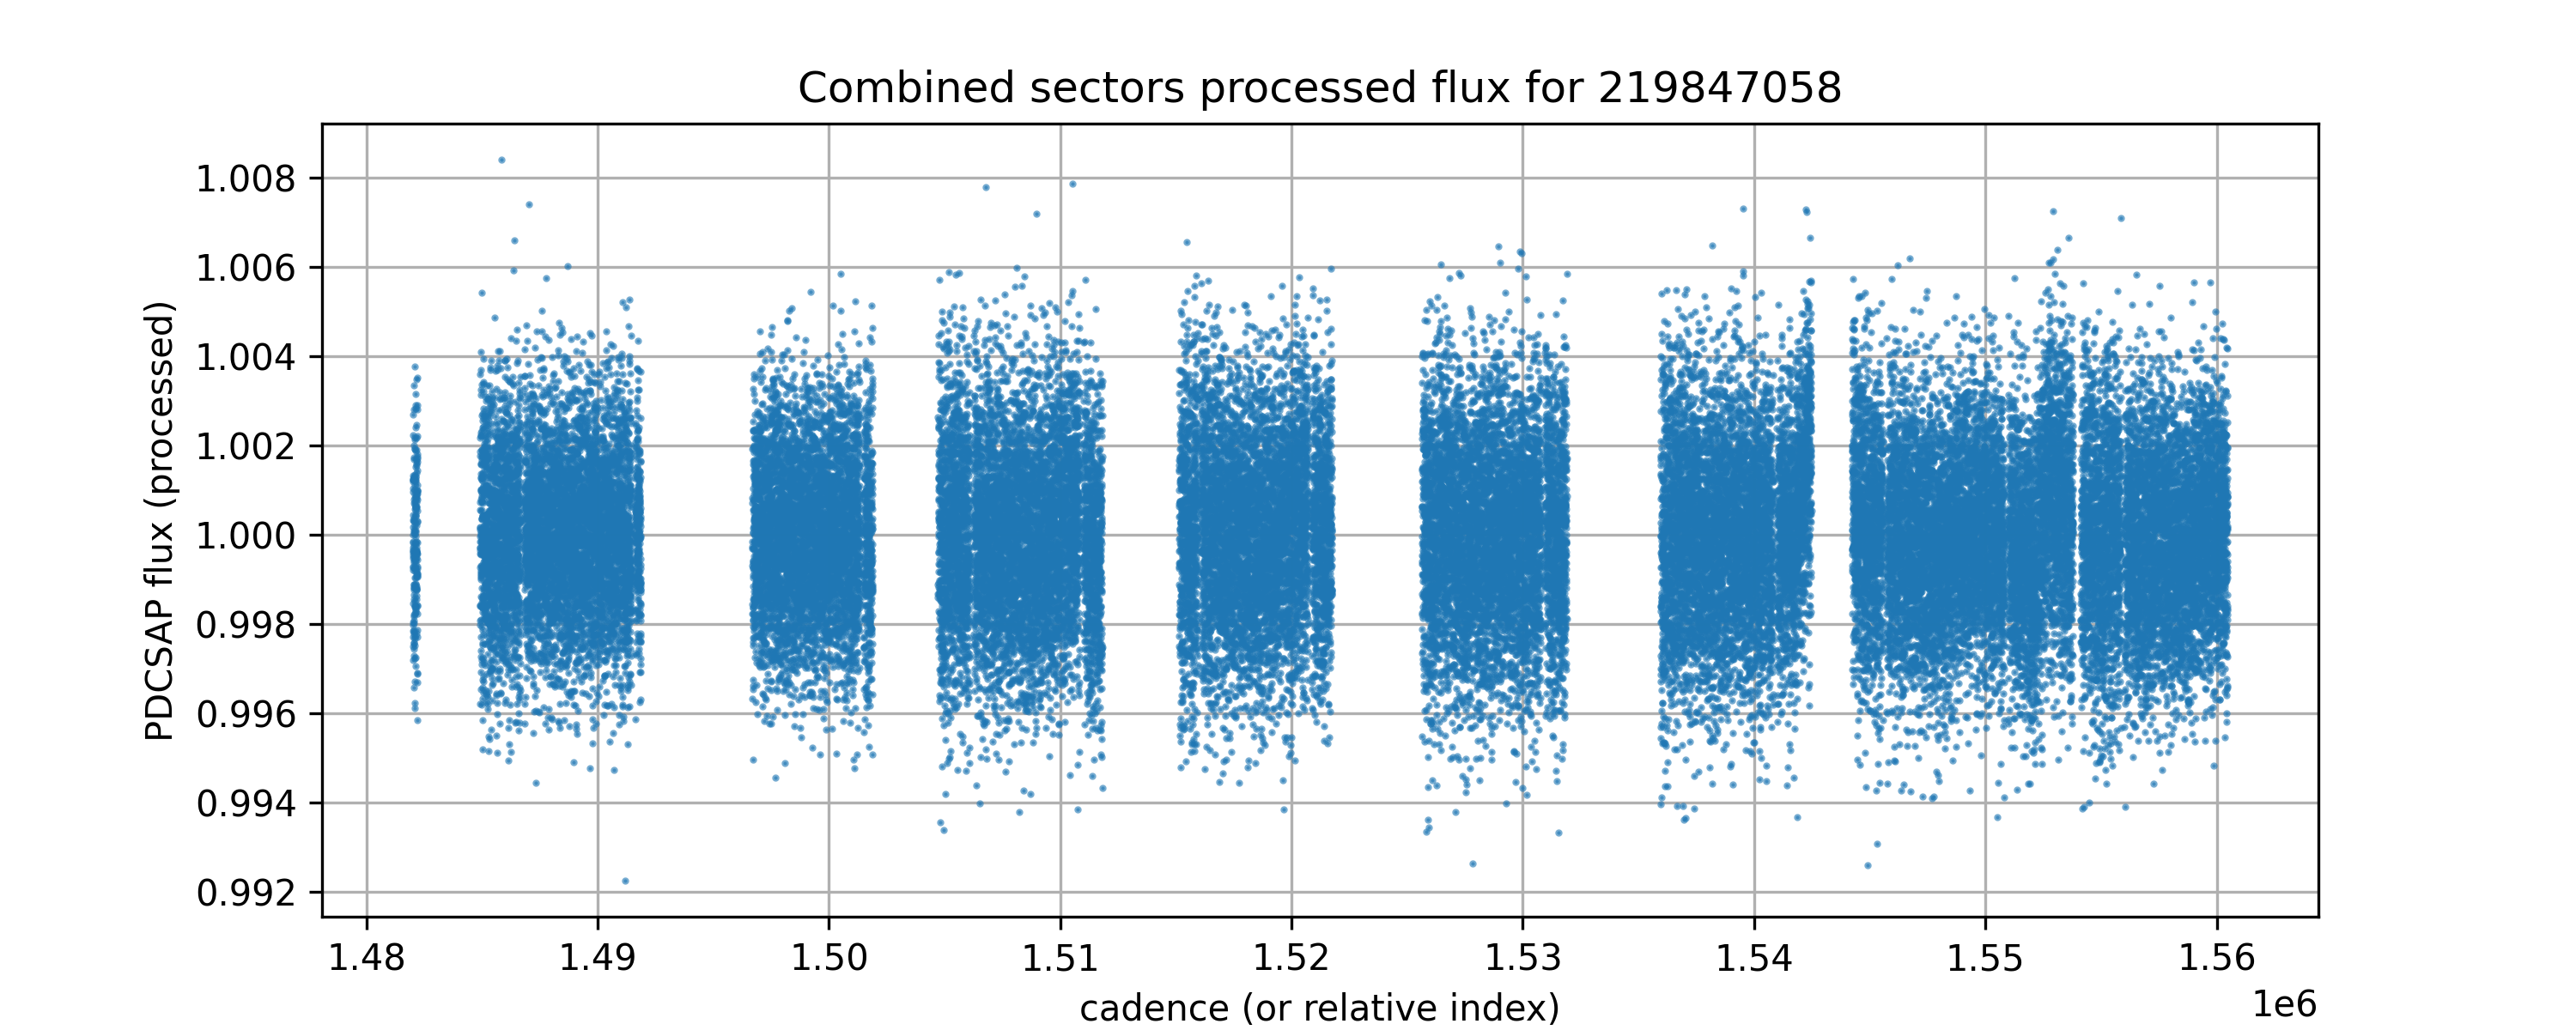 Combined sectors processed flux for 219847058
PDCSAP flux (processed)
1.008
1.006
1.004
1.002
1.000
0.998
0.996
0.994
0.992
1.48 1.49 1.50 1.51 1.52 1.53 1.54 1.55 1.56
1e6
cadence (or relative index)